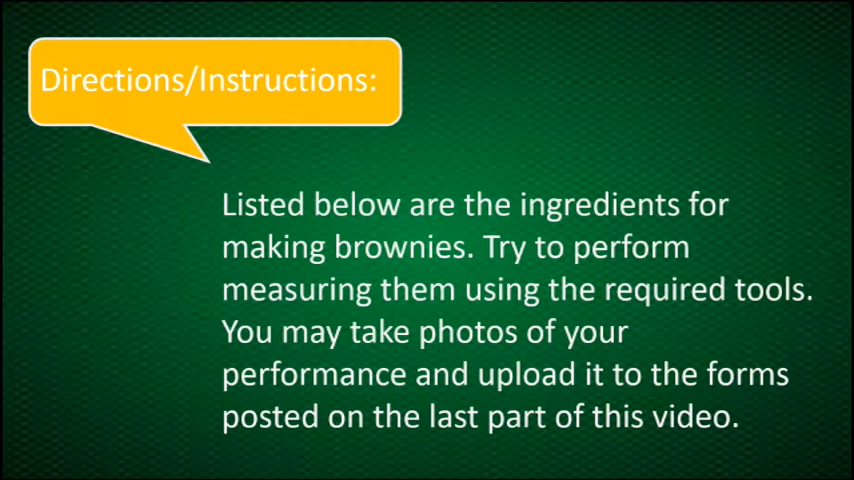 Directions/Instructions:
Listed below are the ingredients for
making brownies. Try to perform
measuring them using the required tools.
You may take photos of your
performance and upload it to the forms
posted on the last part of this video.